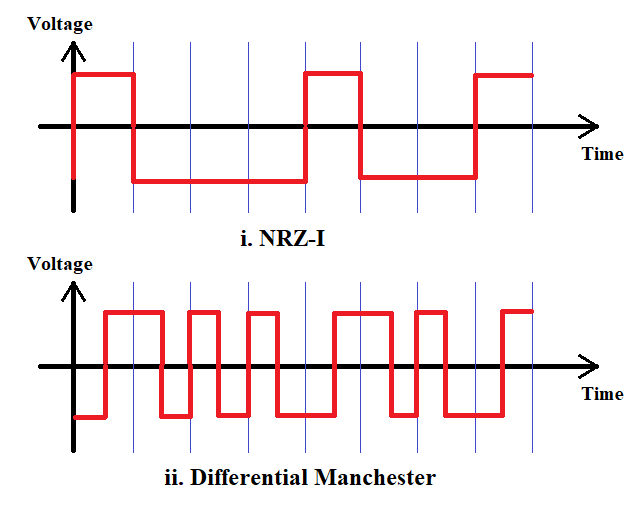 Voltage
Time
i. NRZ-I
Voltage
Time
ii. Differential Manchester